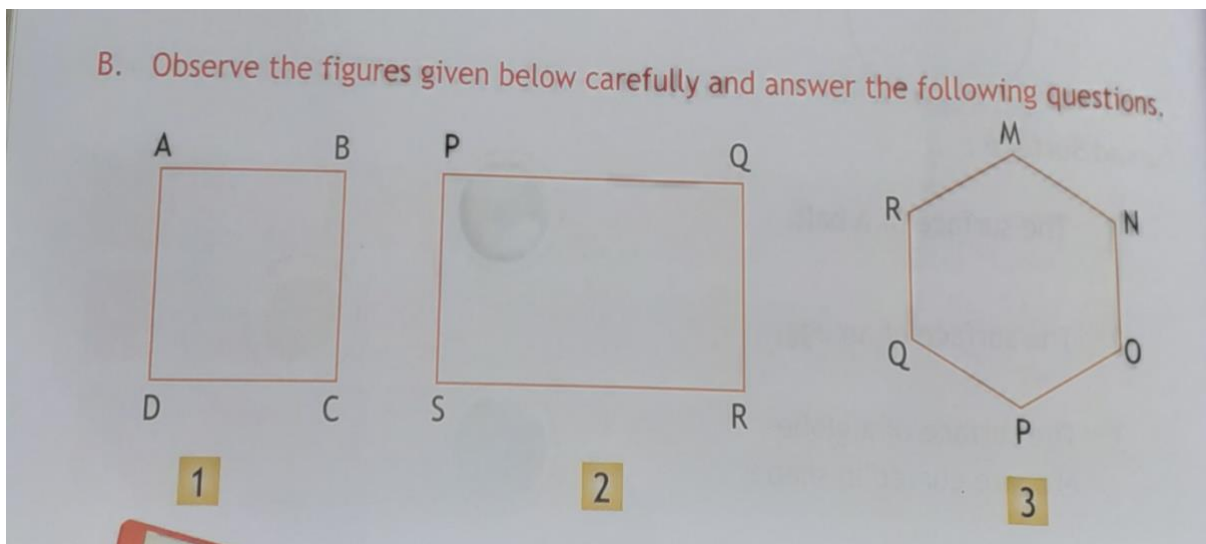 B. Observe the figures given below carefully and answer the following questions.
A B P Q M
R N
Q O
D C S R P
1 2 3